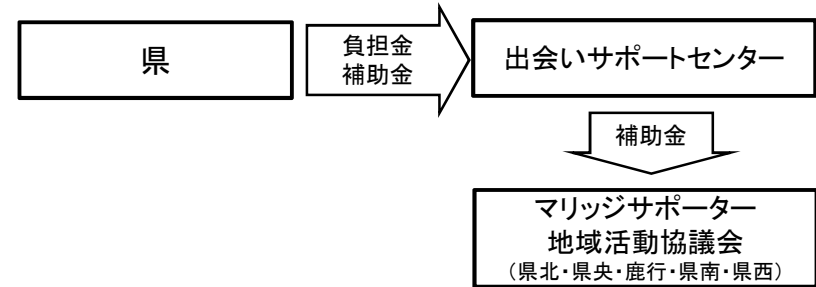 県
負担金
補助金
出会いサポートセンター
補助金
マリッジサポーター
地域活動協議会
（県北・県央・鹿行・県南・県西）